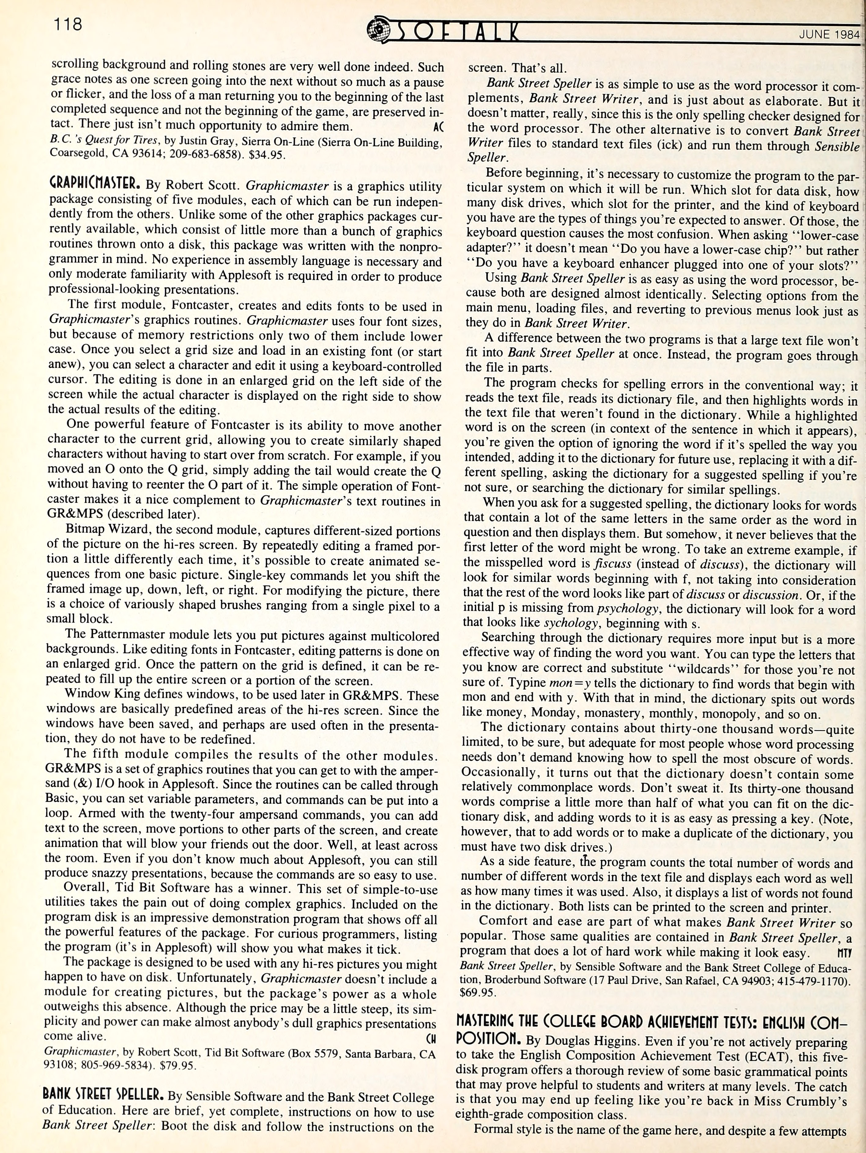 118
SOFTALK
JUNE 1984
scrolling background and rolling stones are very well done indeed. Such
grace notes as one screen going into the next without so much as a pause
or flicker, and the loss of a man returning you to the beginning of the last
completed sequence and not the beginning of the game, are preserved in-
tact. There just isn't much opportunity to admire them. AC
B.C.'s Quest for Tires, by Justin Gray, Sierra On-Line (Sierra On-Line Building,
Coarsegold, CA 93614; 209-683-6858). $34.95.
GRAPHICMASTER. By Robert Scott. Graphicmaster is a graphics utility
package consisting of five modules, each of which can be run indepen-
dently from the others. Unlike some of the other graphics packages cur-
rently available, which consist of little more than a bunch of graphics
routines thrown onto a disk, this package was written with the nonpro-
grammer in mind. No experience in assembly language is necessary and
only moderate familiarity with Applesoft is required in order to produce
professional-looking presentations.
The first module, Fontcaster, creates and edits fonts to be used in
Graphicmaster's graphics routines. Graphicmaster uses four font sizes,
but because of memory restrictions only two of them include lower
case. Once you select a grid size and load in an existing font (or start
anew), you can select a character and edit it using a keyboard-controlled
cursor. The editing is done in an enlarged grid on the left side of the
screen while the actual character is displayed on the right side to show
the actual results of the editing.
One powerful feature of Fontcaster is its ability to move another
character to the current grid, allowing you to create similarly shaped
characters without having to start over from scratch. For example, if you
moved an O onto the Q grid, simply adding the tail would create the Q
without having to reenter the O part of it. The simple operation of Font-
caster makes it a nice complement to Graphicmaster's text routines in
GR&MPS (described later).
Bitmap Wizard, the second module, captures different-sized portions
of the picture on the hi-res screen. By repeatedly editing a framed por-
tion a little differently each time, it's possible to create animated se-
quences from one basic picture. Single-key commands let you shift the
framed image up, down, left, or right. For modifying the picture, there
is a choice of variously shaped brushes ranging from a single pixel to a
small block.
The Patternmaster module lets you put pictures against multicolored
backgrounds. Like editing fonts in Fontcaster, editing patterns is done on
an enlarged grid. Once the pattern on the grid is defined, it can be re-
peated to fill up the entire screen or a portion of the screen.
Window King defines windows, to be used later in GR&MPS. These
windows are basically predefined areas of the hi-res screen. Since the
windows have been saved, and perhaps are used often in the presenta-
tion, they do not have to be redefined.
The fifth module compiles the results of the other modules.
GR&MPS is a set of graphics routines that you can get to with the amper-
sand (&) I/O hook in Applesoft. Since the routines can be called through
Basic, you can set variable parameters, and commands can be put into a
loop. Armed with the twenty-four ampersand commands, you can add
text to the screen, move portions to other parts of the screen, and create
animation that will blow your friends out the door. Well, at least across
the room. Even if you don't know much about Applesoft, you can still
produce snazzy presentations, because the commands are so easy to use.
Overall, Tid Bit Software has a winner. This set of simple-to-use
utilities takes the pain out of doing complex graphics. Included on the
program disk is an impressive demonstration program that shows off all
the powerful features of the package. For curious programmers, listing
the program (it's in Applesoft) will show you what makes it tick.
The package is designed to be used with any hi-res pictures you might
happen to have on disk. Unfortunately, Graphicmaster doesn't include a
module for creating pictures, but the package's power as a whole
outweighs this absence. Although the price may be a little steep, its sim-
plicity and power can make almost anybody's dull graphics presentations
come alive. CH
Graphicmaster, by Robert Scott, Tid Bit Software (Box 5579, Santa Barbara, CA
93108; 805-969-5834). $79.95.
BANK STREET SPELLER. By Sensible Software and the Bank Street College
of Education. Here are brief, yet complete, instructions on how to use
Bank Street Speller: Boot the disk and follow the instructions on the
screen. That's all.
Bank Street Speller is as simple to use as the word processor it com-
plements, Bank Street Writer, and is just about as elaborate. But it
doesn't matter, really, since this is the only spelling checker designed for
the word processor. The other alternative is to convert Bank Street
Writer files to standard text files (ick) and run them through Sensible
Speller.
Before beginning, it's necessary to customize the program to the par-
ticular system on which it will be run. Which slot for data disk, how
many disk drives, which slot for the printer, and the kind of keyboard
you have are the types of things you're expected to answer. Of those, the
keyboard question causes the most confusion. When asking "lower-case
adapter?" it doesn't mean "Do you have a lower-case chip?" but rather
"Do you have a keyboard enhancer plugged into one of your slots?"
Using Bank Street Speller is as easy as using the word processor, be-
cause both are designed almost identically. Selecting options from the
main menu, loading files, and reverting to previous menus look just as
they do in Bank Street Writer.
A difference between the two programs is that a large text file won't
fit into Bank Street Speller at once. Instead, the program goes through
the file in parts.
The program checks for spelling errors in the conventional way; it
reads the text file, reads its dictionary file, and then highlights words in
the text file that weren't found in the dictionary. While a highlighted
word is on the screen (in context of the sentence in which it appears),
you're given the option of ignoring the word if it's spelled the way you
intended, adding it to the dictionary for future use, replacing it with a dif-
ferent spelling, asking the dictionary for a suggested spelling if you're
not sure, or searching the dictionary for similar spellings.
When you ask for a suggested spelling, the dictionary looks for words
that contain a lot of the same letters in the same order as the word in
question and then displays them. But somehow, it never believes that the
first letter of the word might be wrong. To take an extreme example, if
the misspelled word is fiscuss (instead of discuss), the dictionary will
look for similar words beginning with f, not taking into consideration
that the rest of the word looks like part of discuss or discussion. Or, if the
initial p is missing from psychology, the dictionary will look for a word
that looks like sychology, beginning with s.
Searching through the dictionary requires more input but is a more
effective way of finding the word you want. You can type the letters that
you know are correct and substitute "wildcards" for those you're not
sure of. Typine mon=y tells the dictionary to find words that begin with
mon and end with y. With that in mind, the dictionary spits out words
like money, Monday, monastery, monthly, monopoly, and so on.
The dictionary contains about thirty-one thousand words—quite
limited, to be sure, but adequate for most people whose word processing
needs don't demand knowing how to spell the most obscure of words.
Occasionally, it turns out that the dictionary doesn't contain some
relatively commonplace words. Don't sweat it. Its thirty-one thousand
words comprise a little more than half of what you can fit on the dic-
tionary disk, and adding words to it is as easy as pressing a key. (Note,
however, that to add words or to make a duplicate of the dictionary, you
must have two disk drives.)
As a side feature, the program counts the total number of words and
number of different words in the text file and displays each word as well
as how many times it was used. Also, it displays a list of words not found
in the dictionary. Both lists can be printed to the screen and printer.
Comfort and ease are part of what makes Bank Street Writer so
popular. Those same qualities are contained in Bank Street Speller, a
program that does a lot of hard work while making it look easy. MTY
Bank Street Speller, by Sensible Software and the Bank Street College of Educa-
tion, Broderbund Software (17 Paul Drive, San Rafael, CA 94903; 415-479-1170).
$69.95.
MASTERING THE COLLEGE BOARD ACHIEVEMENT TESTS: ENGLISH COM-
POSITION. By Douglas Higgins. Even if you're not actively preparing
to take the English Composition Achievement Test (ECAT), this five-
disk program offers a thorough review of some basic grammatical points
that may prove helpful to students and writers at many levels. The catch
is that you may end up feeling like you're back in Miss Crumbly's
eighth-grade composition class.
Formal style is the name of the game here, and despite a few attempts